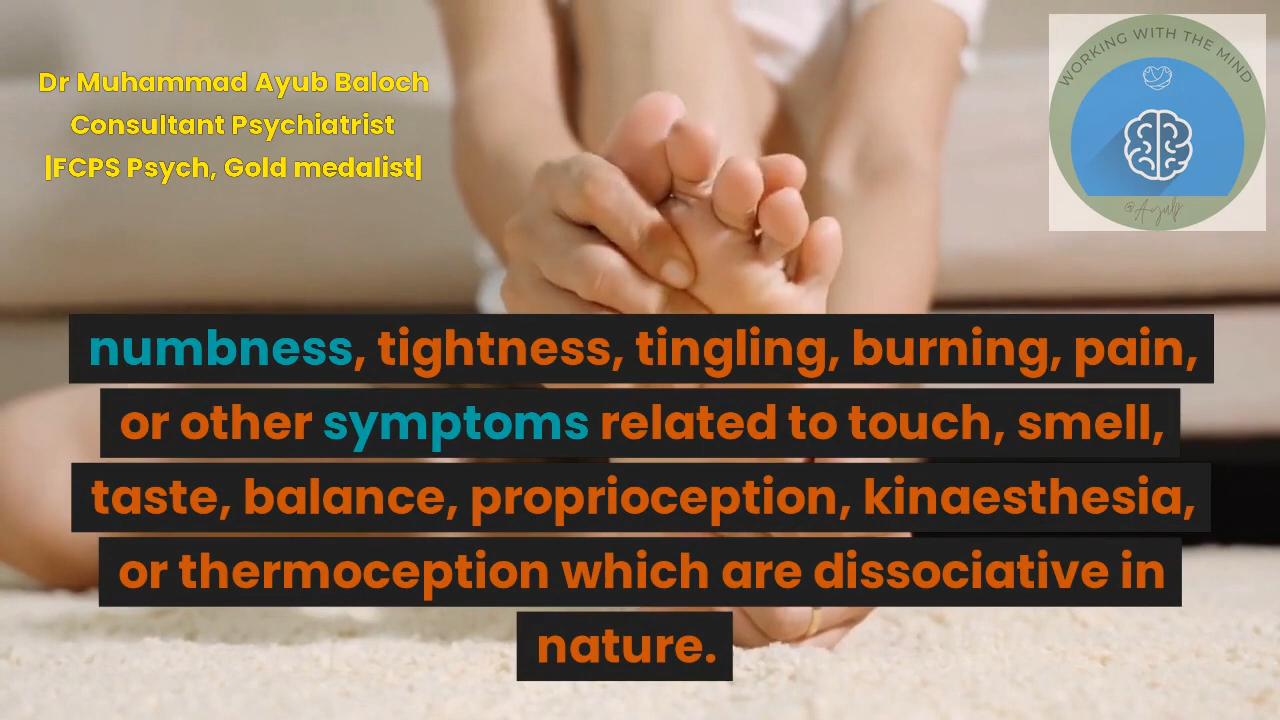 Dr Muhammad Ayub Baloch
Consultant Psychiatrist
|FCPS Psych, Gold medalist|
WORKING WITH THE MIND
@Ayub
numbness, tightness, tingling, burning, pain,
or other symptoms related to touch, smell,
taste, balance, proprioception, kinaesthesia,
or thermoception which are dissociative in
nature.